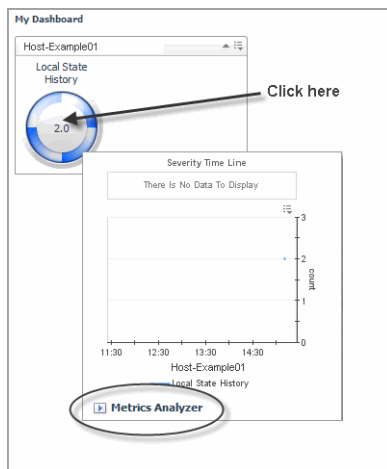 My Dashboard
Host-Example01
Local State
History
2.0
Click here
Severity Time Line
There Is No Data To Display
3
2
1
0
count
11:30 12:30 13:30 14:30
Host-Example01
Local State History
Metrics Analyzer